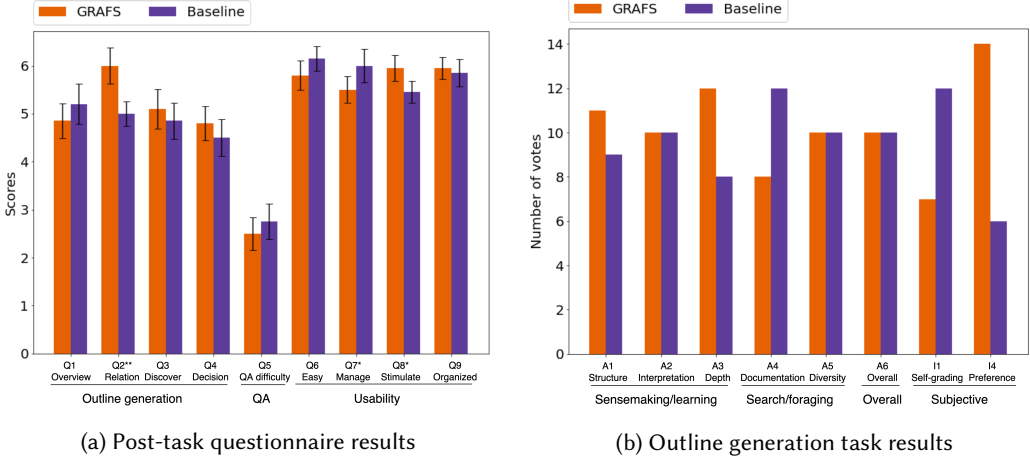 GRAFS Baseline
Scores
6
5
4
3
2
1
0
Q1 Q2** Q3 Q4 Q5 Q6 Q7* Q8* Q9
Overview Relation Discover Decision QA difficulty Easy Manage Stimulate Organized
Outline generation QA Usability
(a) Post-task questionnaire results
GRAFS Baseline
Number of votes
14
12
10
8
6
4
2
0
A1 A2 A3 A4 A5 A6 I1 I4
Structure Interpretation Depth Documentation Diversity Overall Self-grading Preference
Sensemaking/learning Search/foraging Overall Subjective
(b) Outline generation task results